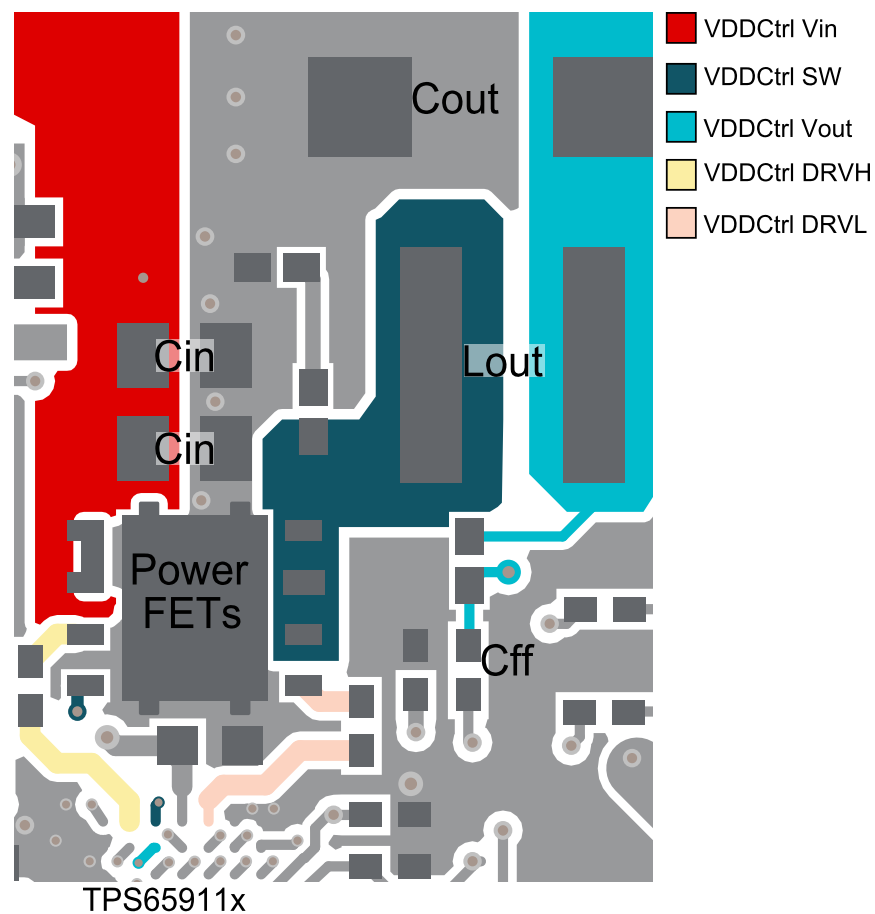 VDDCtrl Vin
Cout
VDDCtrl SW
VDDCtrl Vout
VDDCtrl DRVH
VDDCtrl DRVL
Cin
Lout
Cin
Power
FETs
Cff
TPS65911x